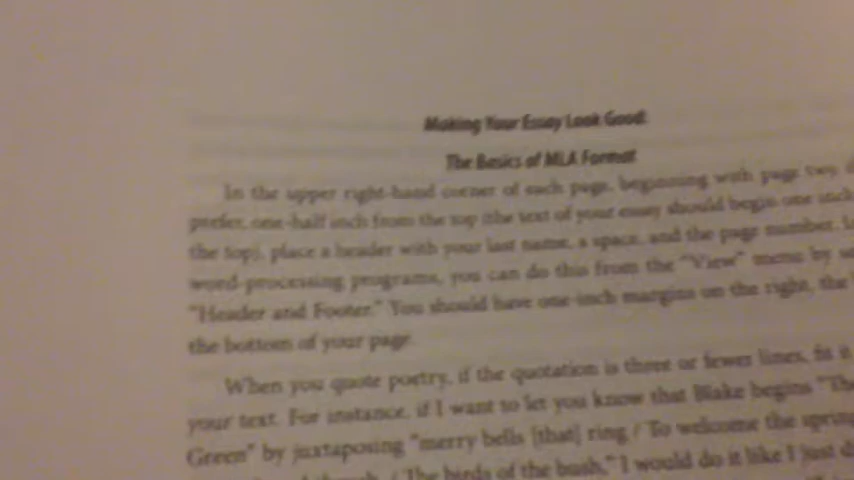 Making Your Essay Look Good:
The Basics of MLA Format
In the upper right-hand corner of each page, beginning with page two
prefer, one-half inch from the top (the text of your essay should begin one inch
the top), place a header with your last name, a space, and the page number.
word-processing programs, you can do this from the "View" menu by
"Header and Footer." You should have one-inch margins on the right, the
the bottom of your page.
When you quote poetry, if the quotation is three or fewer lines, fit it
your text. For instance, if I want to let you know that Blake begins "The
Green" by juxtaposing "merry bells [that] ring / To welcome the spring
/ The birds of the bush," I would do it like I just